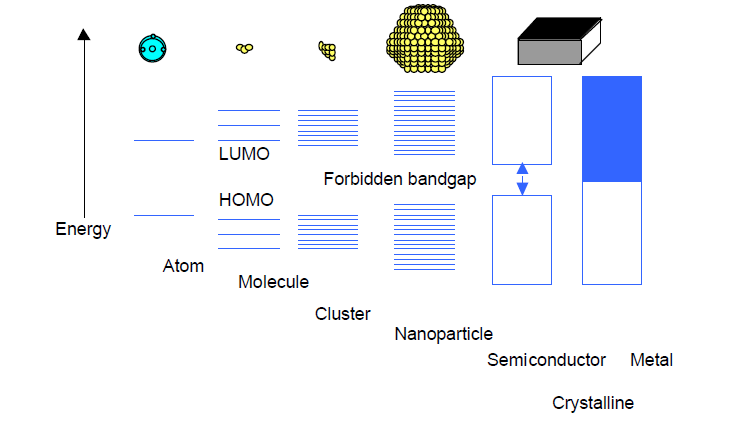 LUMO
Forbidden bandgap
HOMO
Energy
Atom
Molecule
Cluster
Nanoparticle
Semiconductor
Metal
Crystalline